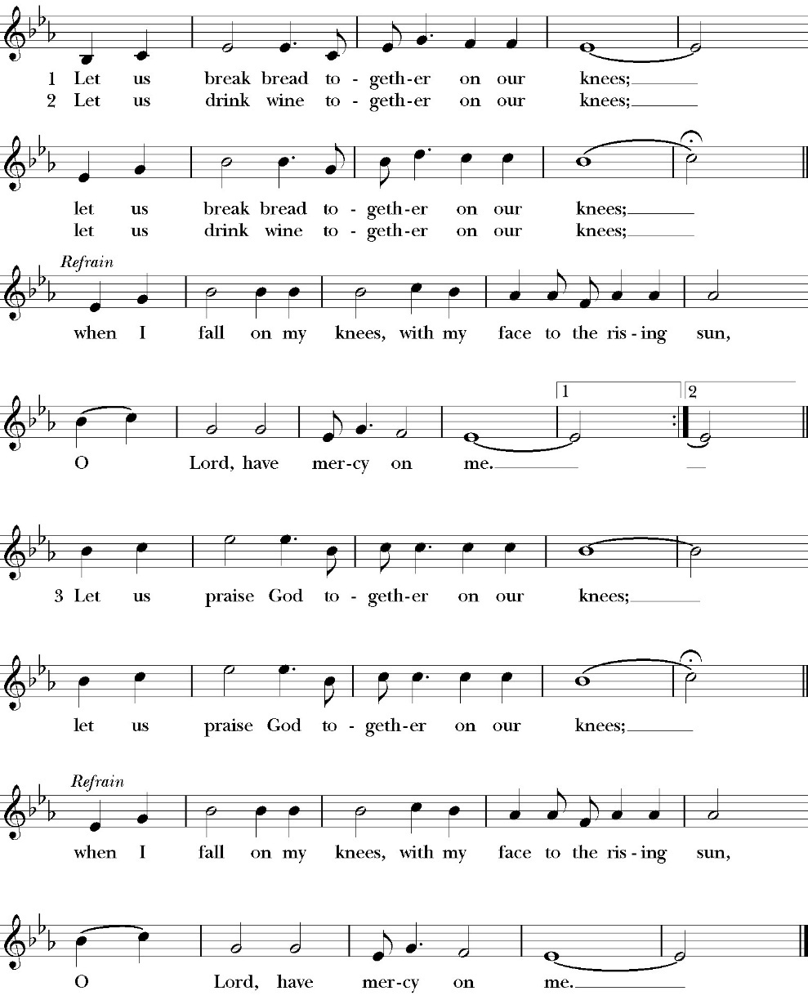 1 Let us break bread to - geth - er on our knees;
2 Let us drink wine to - geth - er on our knees;
let us break bread to - geth - er on our knees;
let us drink wine to - geth - er on our knees;
Refrain
when I fall on my knees, with my face to the ris - ing sun,
1 2
O Lord, have mer - cy on me.
3 Let us praise God to - geth - er on our knees;
let us praise God to - geth - er on our knees;
Refrain
when I fall on my knees, with my face to the ris - ing sun,
O Lord, have mer - cy on me.